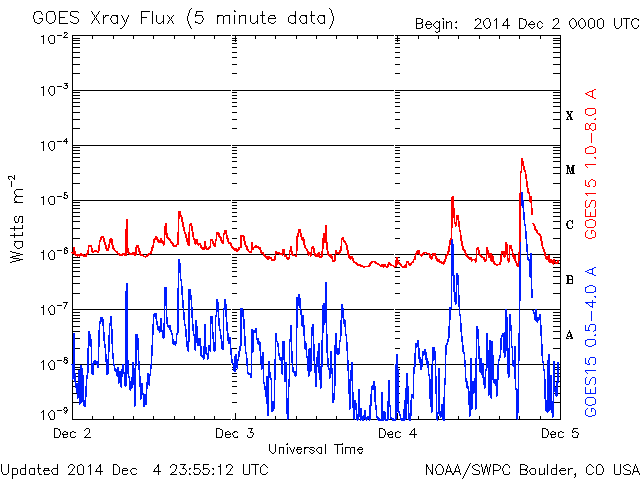 GOES Xray Flux (5 minute data)
Begin: 2014 Dec 2 0000 UTC
10⁻²
10⁻³
10⁻⁴
10⁻⁵
10⁻⁶
10⁻⁷
10⁻⁸
10⁻⁹
Watts m⁻²
X
M
C
B
A
GOES15 1.0-8.0 A
GOES15 0.5-4.0 A
Dec 2
Dec 3
Dec 4
Dec 5
Universal Time
Updated 2014 Dec 4 23:55:12 UTC
NOAA/SWPC Boulder, CO USA